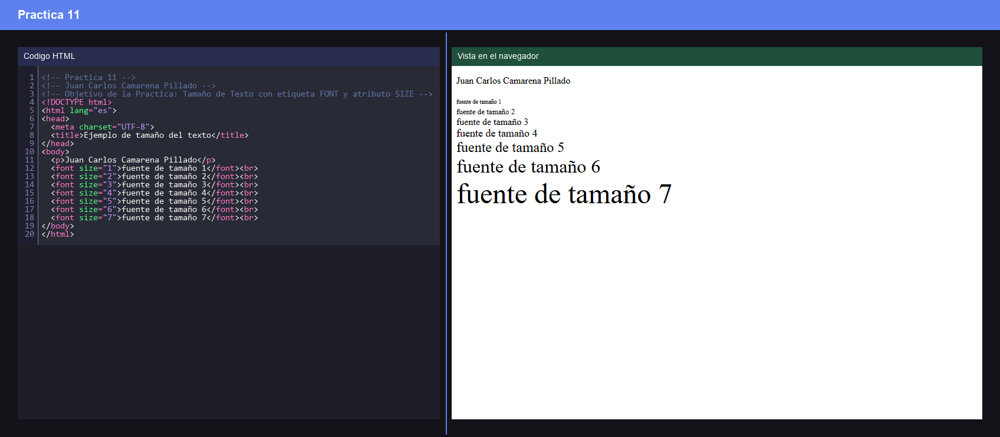 Practica 11
Codigo HTML
1 <!-- Practica 11 -->
2 <!-- Juan Carlos Camarena Pillado -->
3 <!-- Objetivo de la Practica: Tamaño de Texto con etiqueta FONT y atributo SIZE -->
4 <!DOCTYPE html>
5 <html lang="es">
6 <head>
7   <meta charset="UTF-8">
8   <title>Ejemplo de tamaño del texto</title>
9 </head>
10 <body>
11   <p>Juan Carlos Camarena Pillado</p>
12   <font size="1">fuente de tamaño 1</font><br>
13   <font size="2">fuente de tamaño 2</font><br>
14   <font size="3">fuente de tamaño 3</font><br>
15   <font size="4">fuente de tamaño 4</font><br>
16   <font size="5">fuente de tamaño 5</font><br>
17   <font size="6">fuente de tamaño 6</font><br>
18   <font size="7">fuente de tamaño 7</font><br>
19 </body>
20 </html>
Vista en el navegador
Juan Carlos Camarena Pillado
fuente de tamaño 1
fuente de tamaño 2
fuente de tamaño 3
fuente de tamaño 4
fuente de tamaño 5
fuente de tamaño 6
fuente de tamaño 7